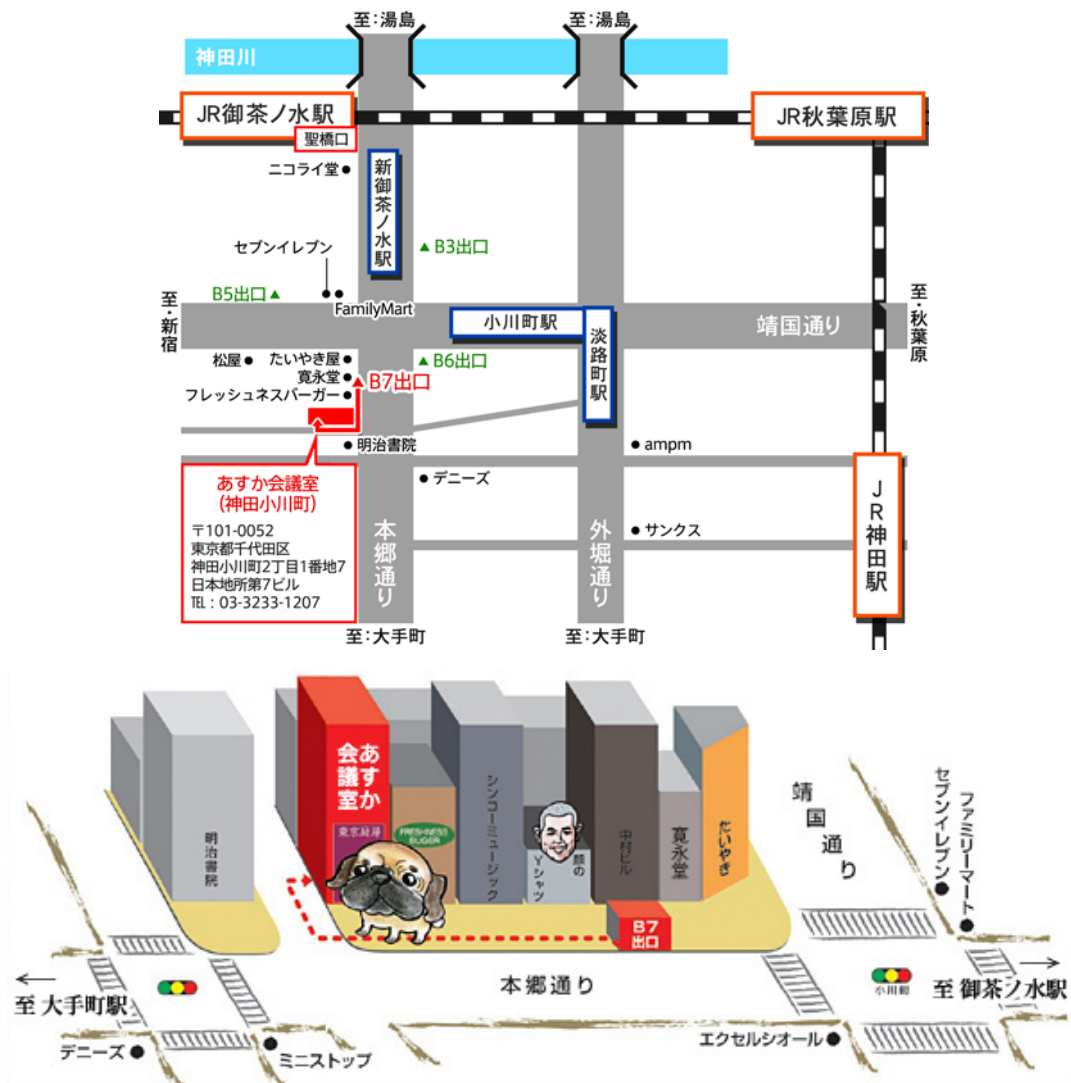 至:湯島
至:湯島
神田川
JR御茶ノ水駅
聖橋口
JR秋葉原駅
ニコライ堂
新御茶ノ水駅
セブンイレブン
▲ B3出口
B5出口 ▲
FamilyMart
至・新宿
小川町駅
淡路町駅
靖国通り
至・秋葉原
松屋
たいやき屋
寛永堂
フレッシュネスバーガー
▲ B6出口
B7出口
明治書院
ampm
デニーズ
サンクス
JR神田駅
あすか会議室
(神田小川町)
〒101-0052
東京都千代田区
神田小川町2丁目1番地7
日本地所第7ビル
℡：03-3233-1207
本郷通り
外堀通り
至:大手町
至:大手町
明治書院
あすか
会議室
東京厨房
FRESHNESS
BUGER
シンコーミュージック
顔の
Yシャツ
中村ビル
寛永堂
たいやき
B7
出口
靖国通り
セブンイレブン
ファミリーマート
至 大手町駅
本郷通り
小川町
至 御茶ノ水駅
デニーズ
ミニストップ
エクセルシオール